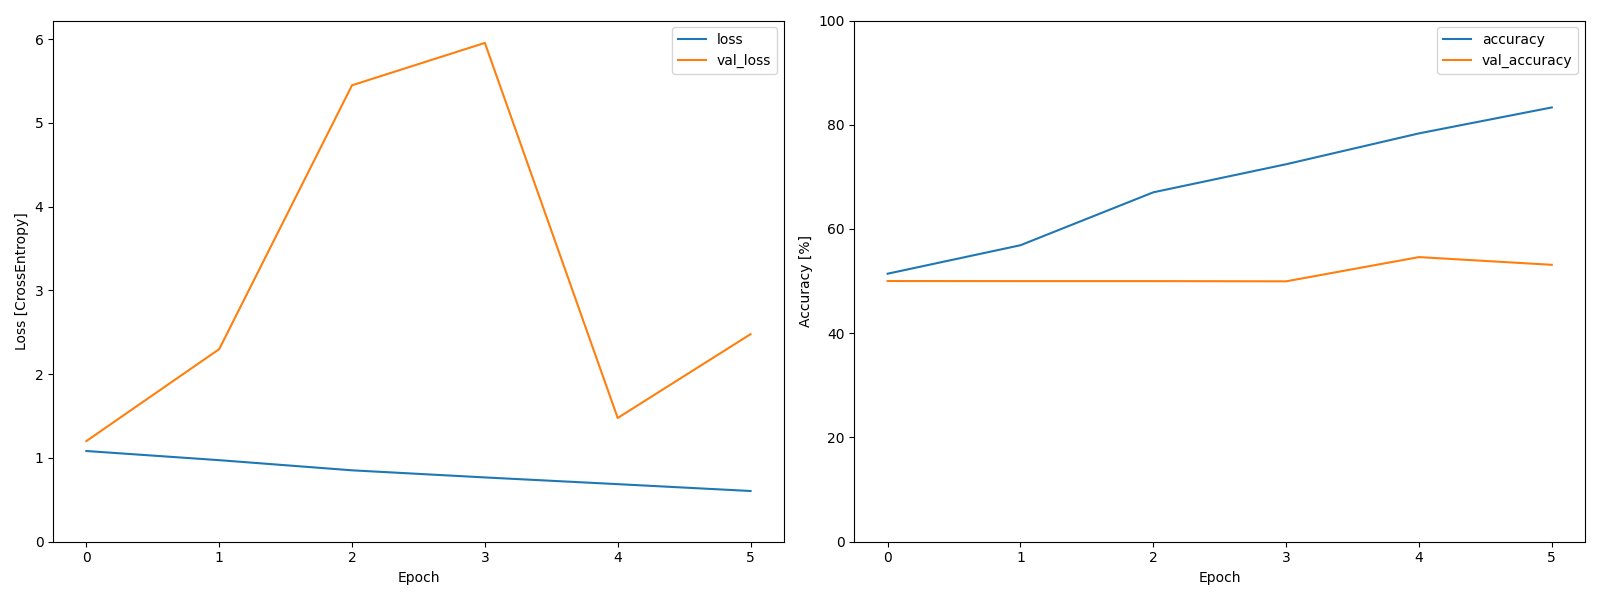 loss
val_loss
Loss [CrossEntropy]
6
5
4
3
2
1
0
0 1 2 3 4 5
Epoch
accuracy
val_accuracy
Accuracy [%]
100
80
60
40
20
0
0 1 2 3 4 5
Epoch